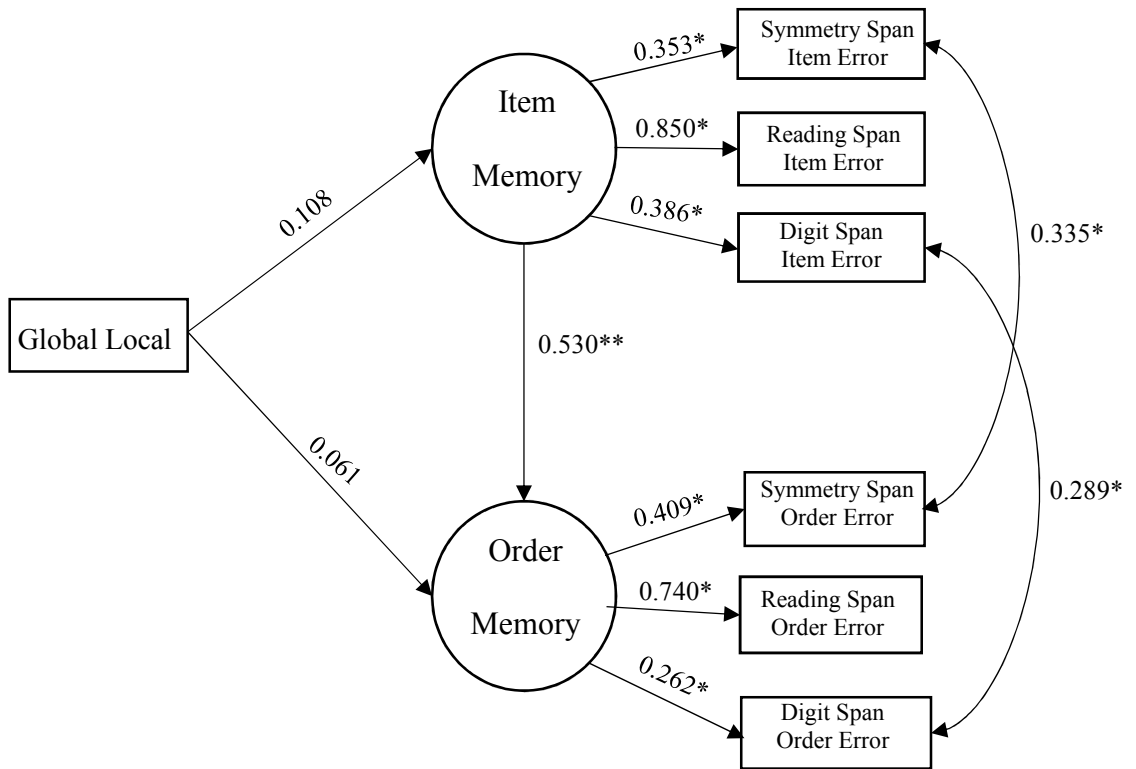 Symmetry Span
Item Error
0.353*
Item
Memory
0.850*
Reading Span
Item Error
0.386*
Digit Span
Item Error
0.335*
0.108
Global Local
0.530**
0.061
Symmetry Span
Order Error
0.409*
0.289*
Order
Memory
0.740*
Reading Span
Order Error
0.262*
Digit Span
Order Error